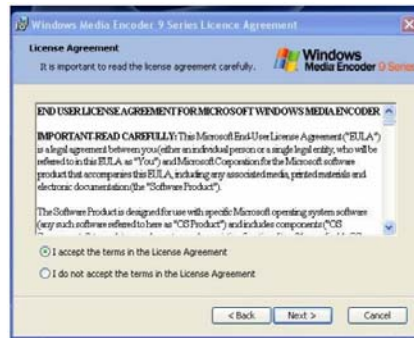 Windows Media Encoder 9 Series Licence Agreement
License Agreement
It is important to read the license agreement carefully.
Windows
Media Encoder 9 Series
END USER LICENSE AGREEMENT FOR MICROSOFT WINDOWS MEDIA ENCODER
IMPORTANT-READ CAREFULLY: This Microsoft End-User License Agreement ("EULA")
is a legal agreement between you (either an individual person or a single legal entity, who will be
referred to in this EULA as "You") and Microsoft Corporation for the Microsoft software
product that accompanies this EULA, including any associated media, printed materials and
electronic documentation (the "Software Product").
The Software Product is designed for use with specific Microsoft operating system software
(any such software referred to here as "OS Product") and includes components ("OS
I accept the terms in the License Agreement
I do not accept the terms in the License Agreement
< Back
Next >
Cancel